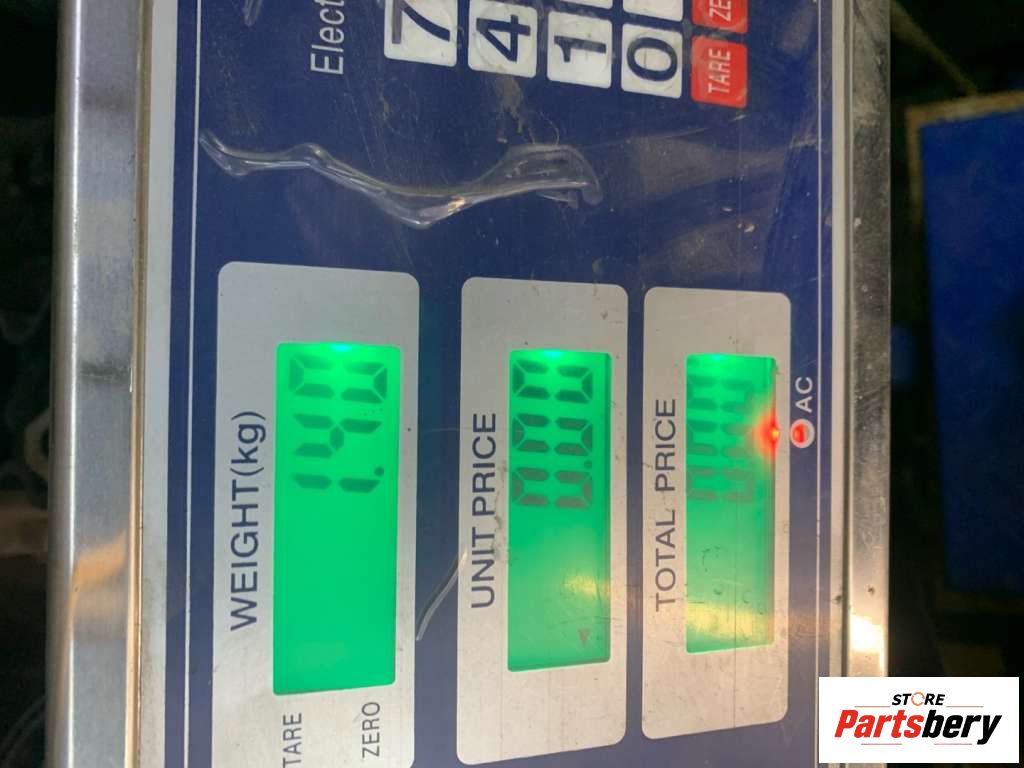 Elect
7
4
1
0
TARE
ZE
WEIGHT(kg)
1.40
TARE
ZERO
UNIT PRICE
0.00
TOTAL PRICE
0.00
AC
STORE
Partsbery